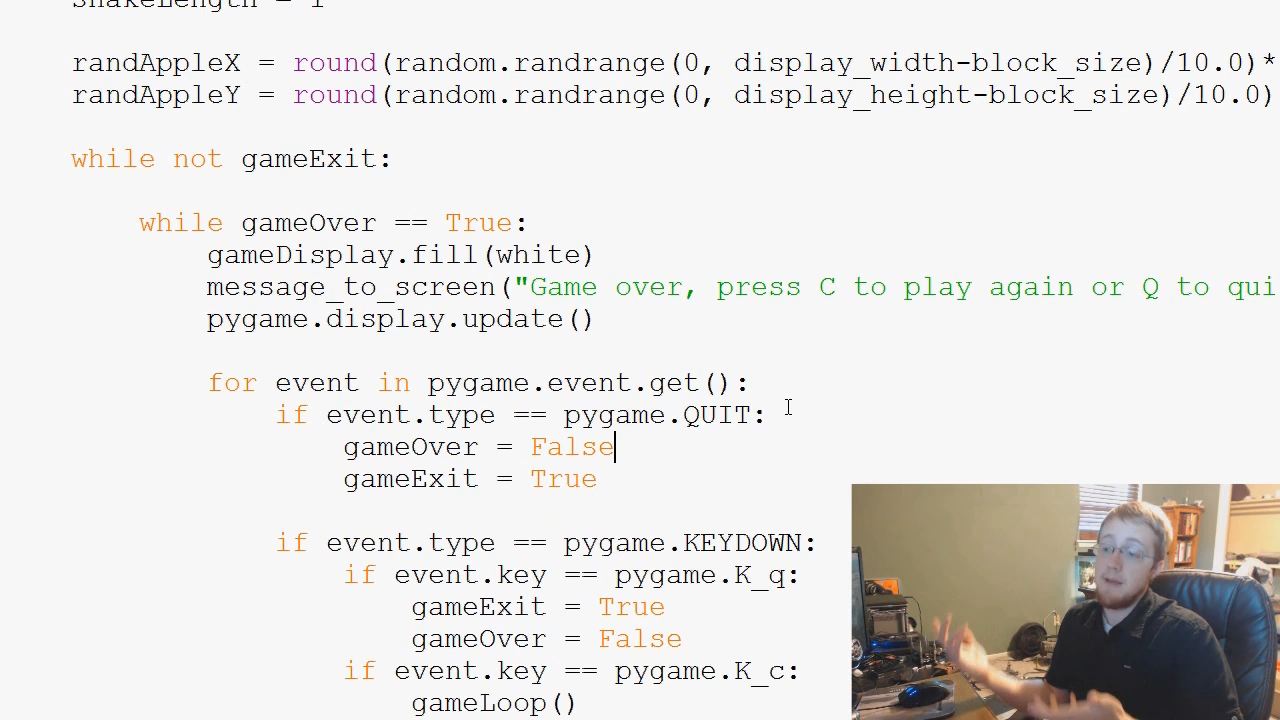 snakeLength = 1
randAppleX = round(random.randrange(0, display_width-block_size)/10.0)*
randAppleY = round(random.randrange(0, display_height-block_size)/10.0)
while not gameExit:
while gameOver == True:
gameDisplay.fill(white)
message_to_screen("Game over, press C to play again or Q to qui
pygame.display.update()
for event in pygame.event.get():
if event.type == pygame.QUIT:
gameOver = False
gameExit = True
if event.type == pygame.KEYDOWN:
if event.key == pygame.K_q:
gameExit = True
gameOver = False
if event.key == pygame.K_c:
gameLoop()